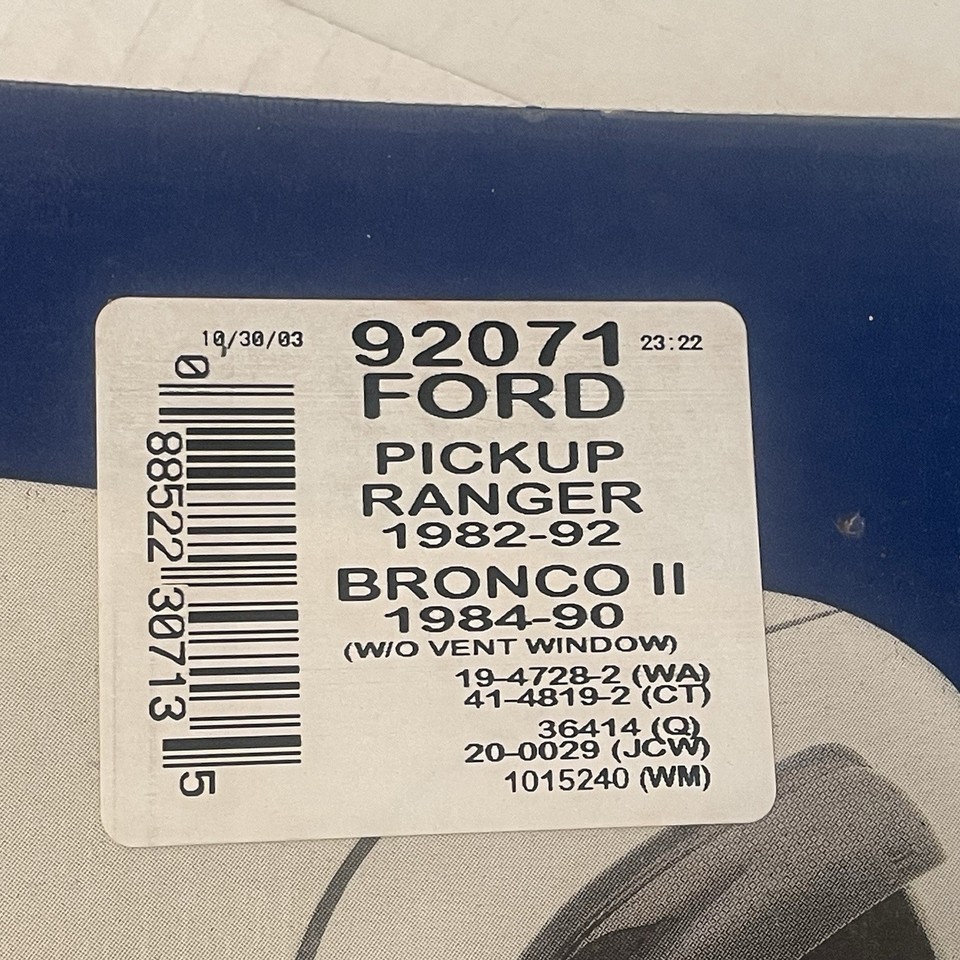 10/30/03 92071 23:22
FORD
PICKUP
RANGER
1982-92
BRONCO II
1984-90
(W/O VENT WINDOW)
19-4728-2 (WA)
41-4819-2 (CT)
36414 (Q)
20-0029 (JCW)
1015240 (WM)
0 88522 30713 5